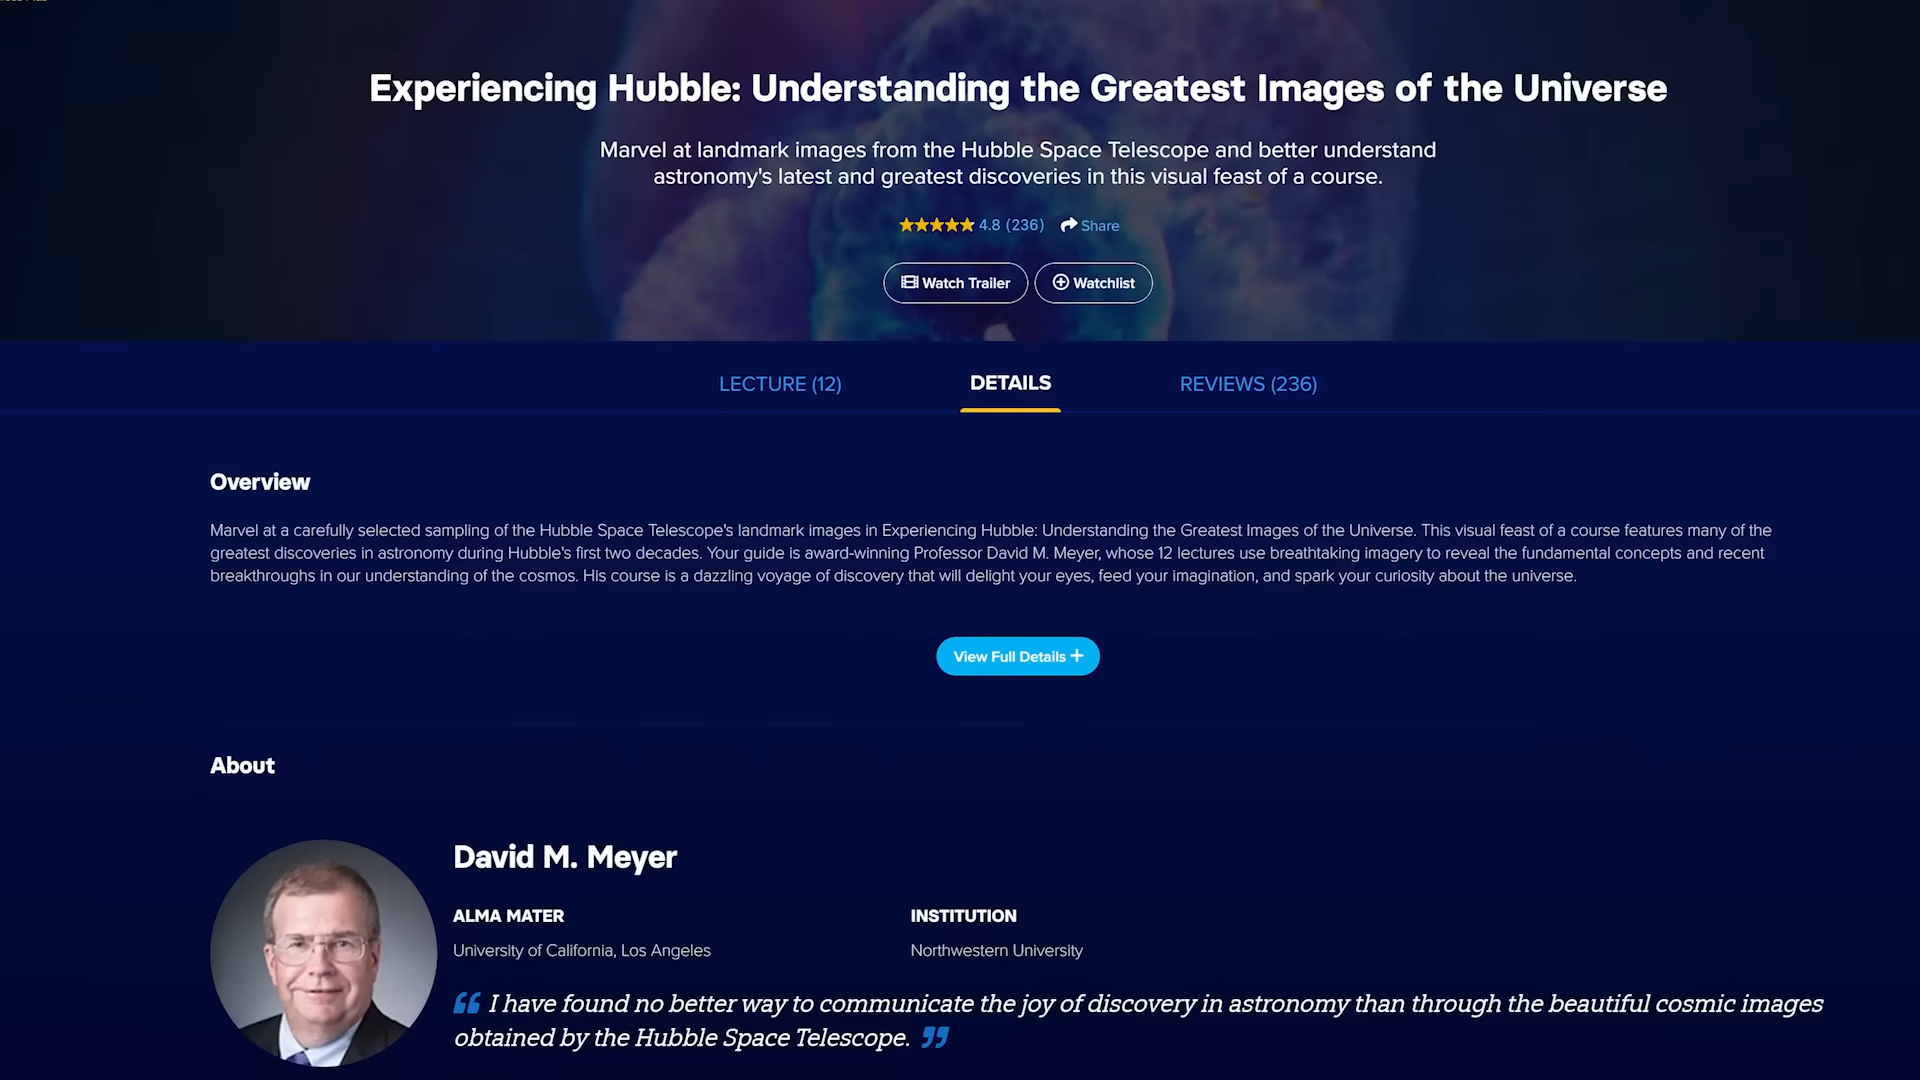 Experiencing Hubble: Understanding the Greatest Images of the Universe
Marvel at landmark images from the Hubble Space Telescope and better understand
astronomy's latest and greatest discoveries in this visual feast of a course.
4.8 (236) Share
Watch Trailer Watchlist
LECTURE (12) DETAILS REVIEWS (236)
Overview
Marvel at a carefully selected sampling of the Hubble Space Telescope's landmark images in Experiencing Hubble: Understanding the Greatest Images of the Universe. This visual feast of a course features many of the
greatest discoveries in astronomy during Hubble's first two decades. Your guide is award-winning Professor David M. Meyer, whose 12 lectures use breathtaking imagery to reveal the fundamental concepts and recent
breakthroughs in our understanding of the cosmos. His course is a dazzling voyage of discovery that will delight your eyes, feed your imagination, and spark your curiosity about the universe.
View Full Details +
About
David M. Meyer
ALMA MATER INSTITUTION
University of California, Los Angeles Northwestern University
“ I have found no better way to communicate the joy of discovery in astronomy than through the beautiful cosmic images
obtained by the Hubble Space Telescope. ”